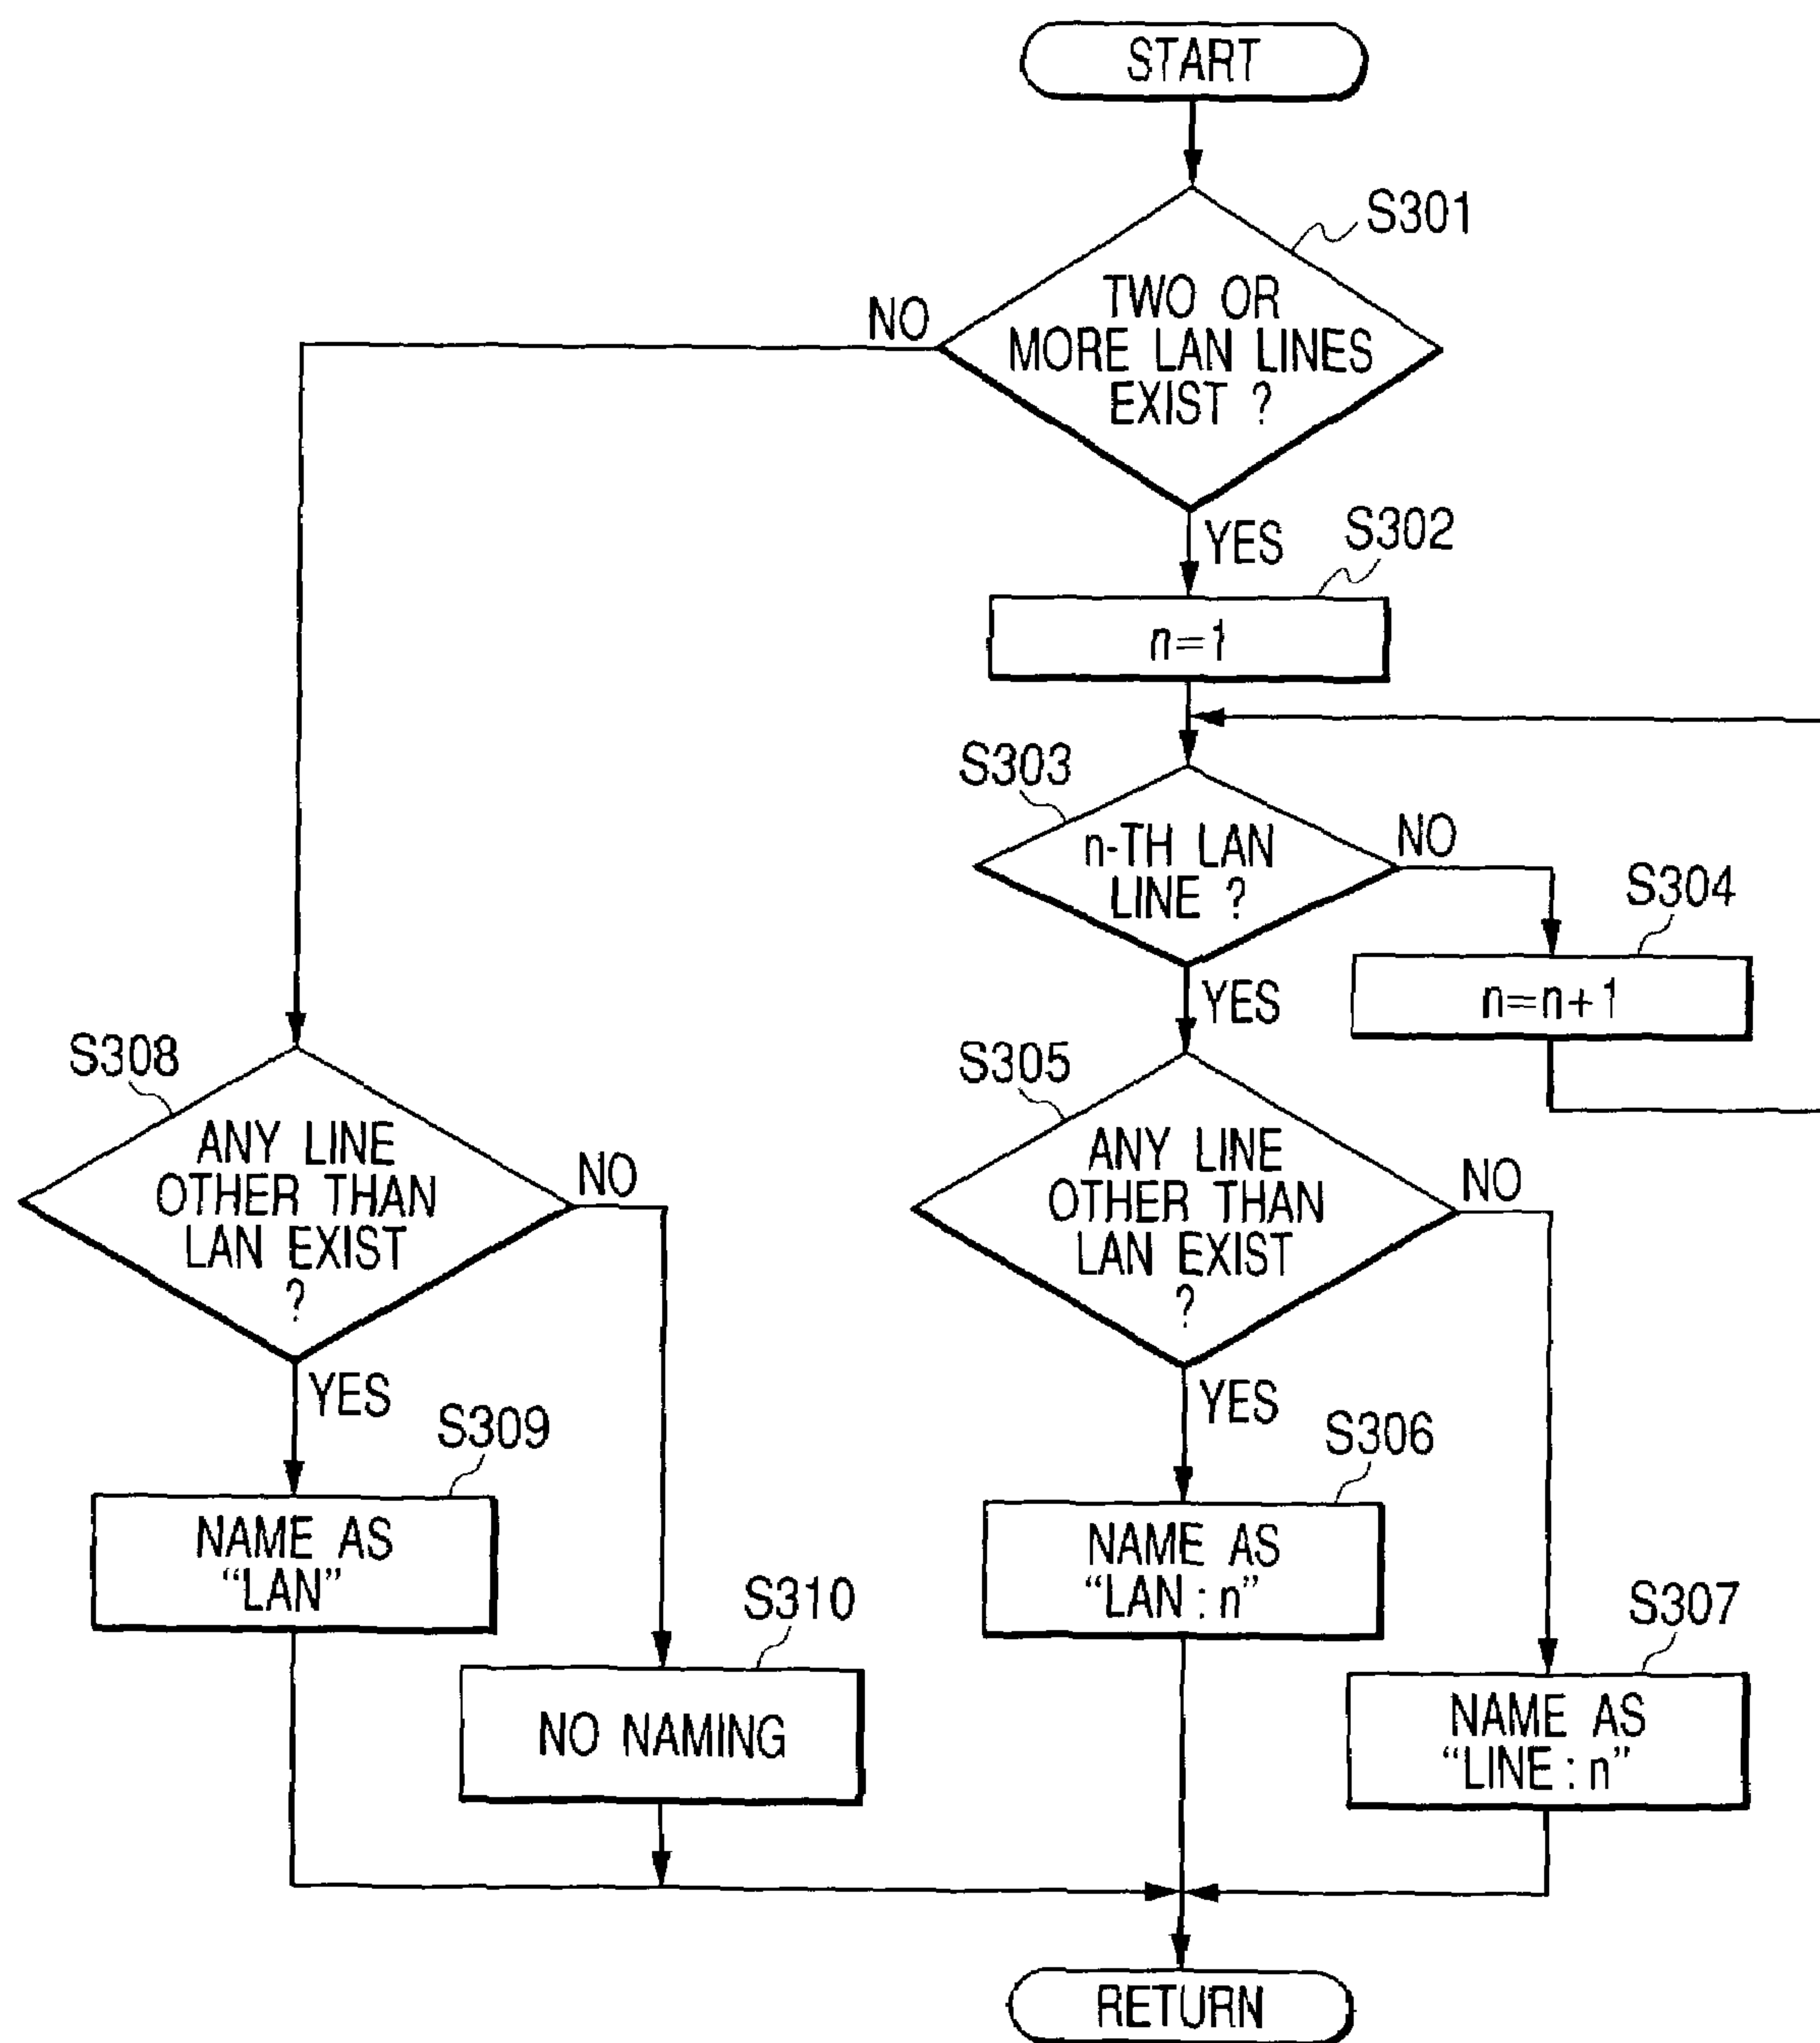 START
S301
TWO OR
MORE LAN LINES
EXIST ?
NO
YES
S302
n=1
S303
n-TH LAN
LINE ?
NO
S304
n=n+1
YES
S305
ANY LINE
OTHER THAN
LAN EXIST
?
NO
YES
S306
NAME AS
“LAN : n”
S307
NAME AS
“LINE : n”
S308
ANY LINE
OTHER THAN
LAN EXIST
?
NO
YES
S309
NAME AS
“LAN”
S310
NO NAMING
RETURN